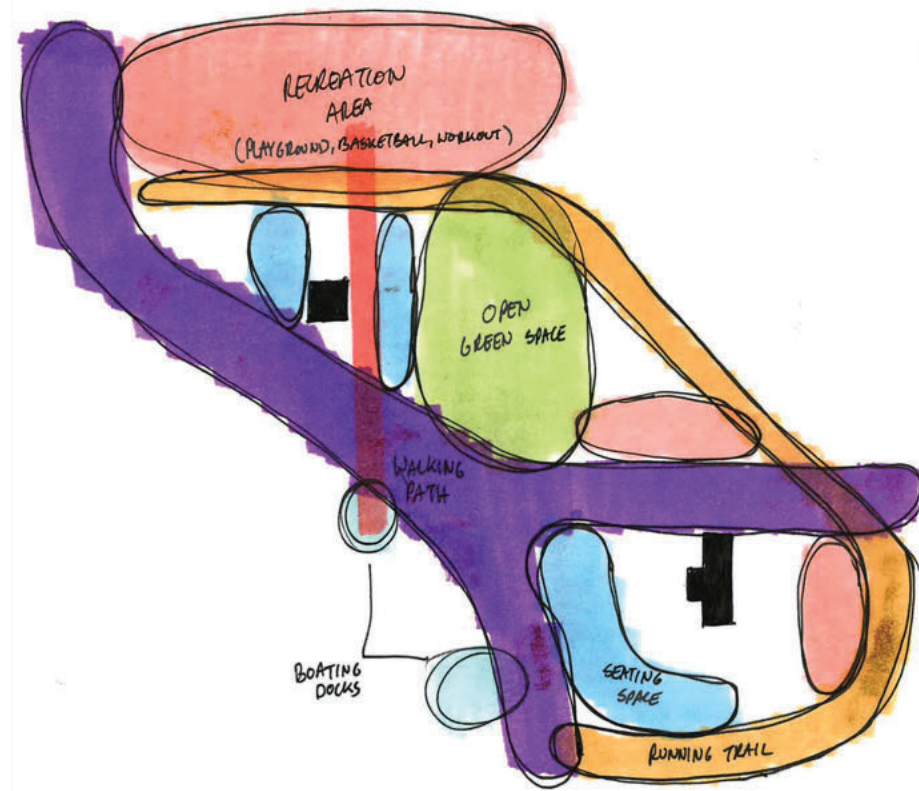 RECREATION
AREA
(PLAYGROUND, BASKETBALL, WORKOUT)
OPEN
GREEN SPACE
WALKING
PATH
BOATING
DOCKS
SEATING
SPACE
RUNNING TRAIL